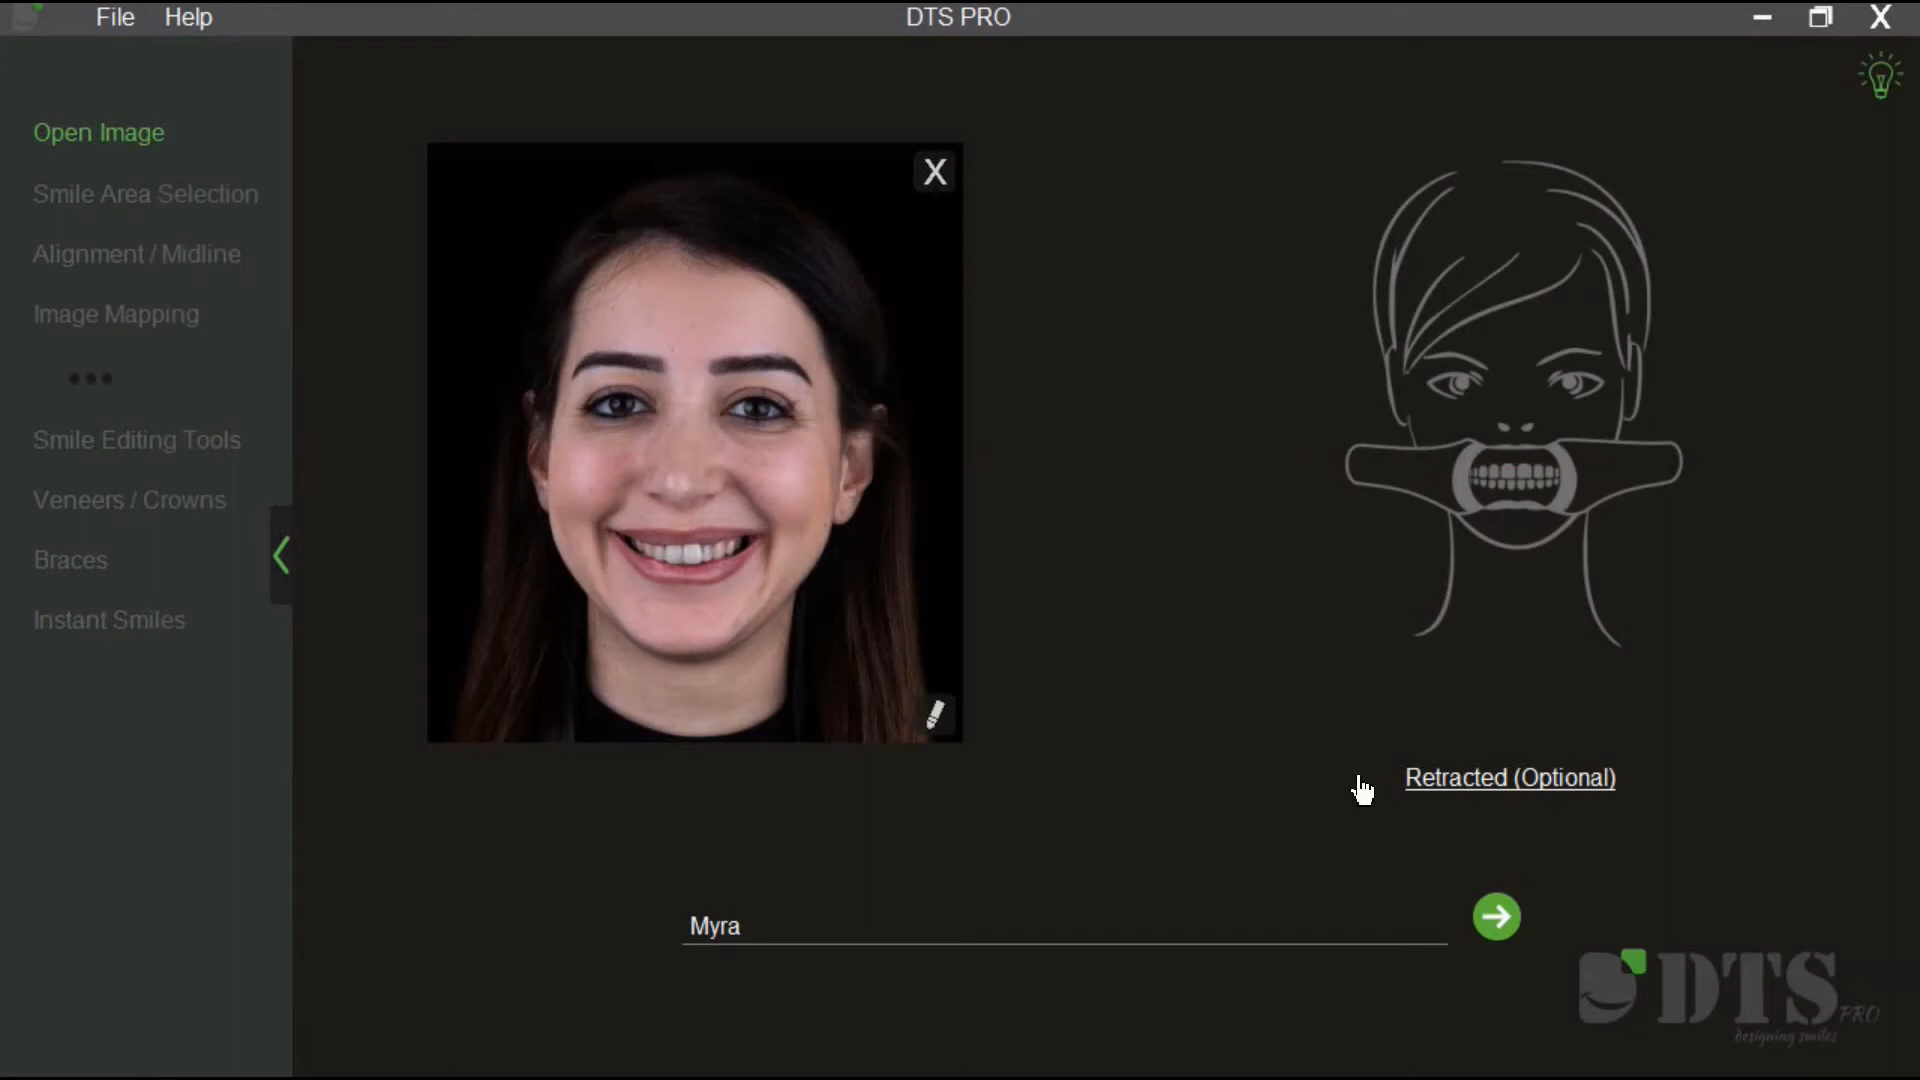 File Help
DTS PRO
X
Open Image
Smile Area Selection
Alignment / Midline
Image Mapping
Smile Editing Tools
Veneers / Crowns
Braces
Instant Smiles
X
Retracted (Optional)
Myra
DTS PRO
designing smiles